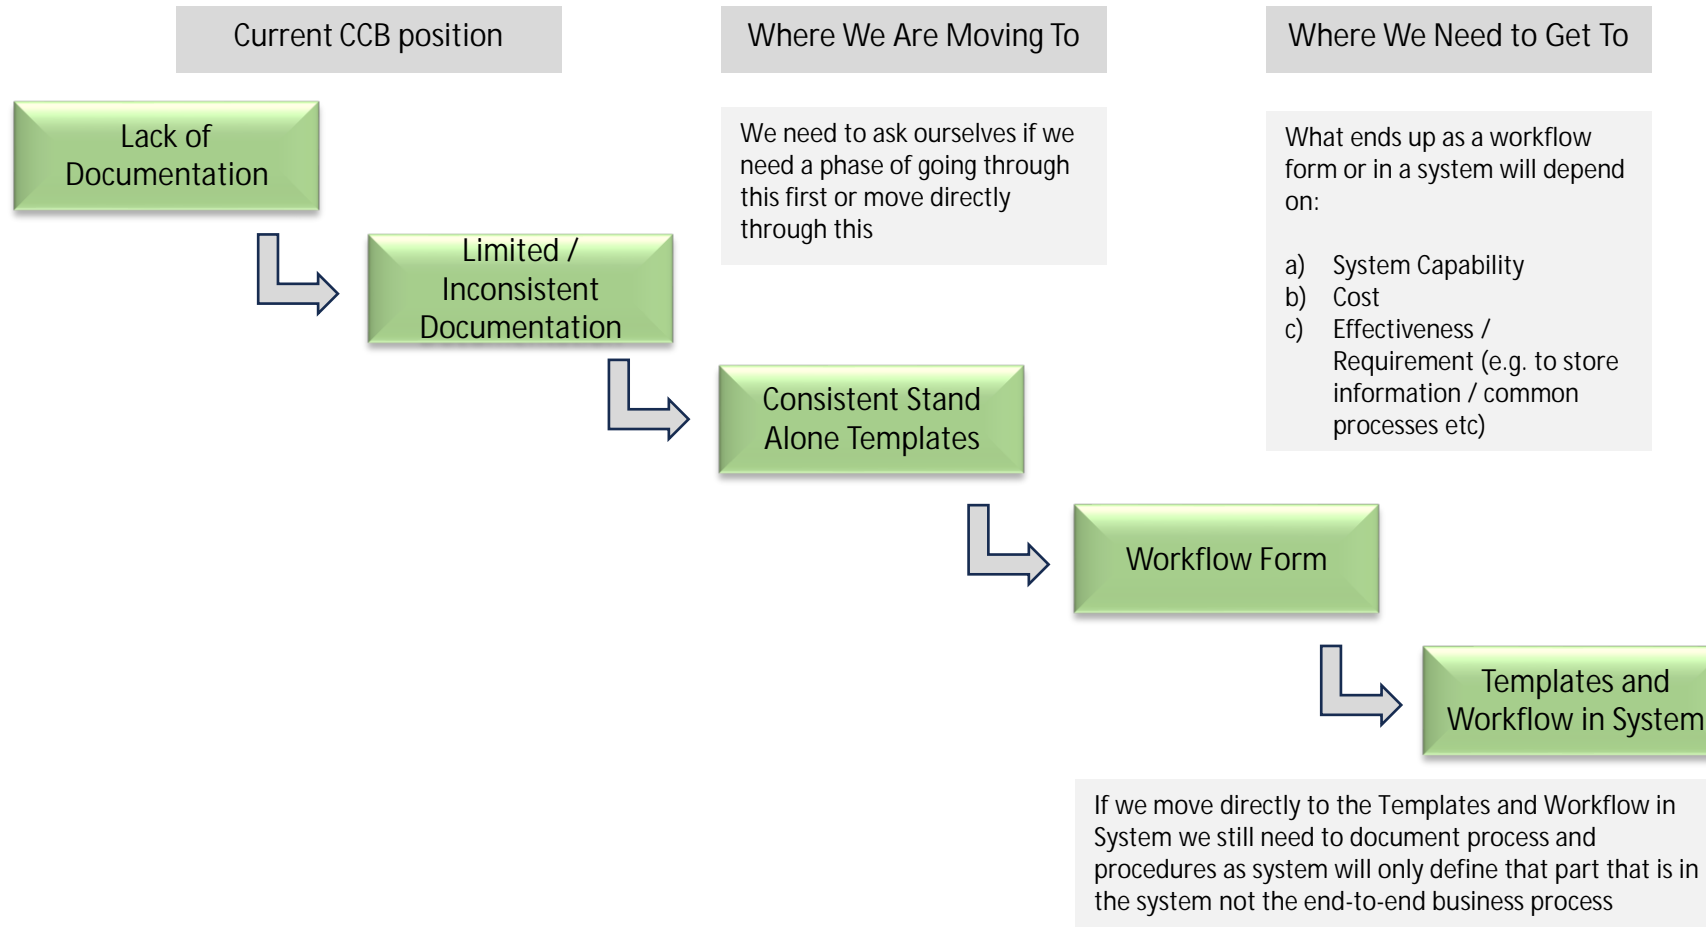 Current CCB position
Where We Are Moving To
Where We Need to Get To
Lack of
Documentation
We need to ask ourselves if we
need a phase of going through
this first or move directly
through this
What ends up as a workflow
form or in a system will depend
on:
a) System Capability
b) Cost
c) Effectiveness /
Requirement (e.g. to store
information / common
processes etc)
Limited /
Inconsistent
Documentation
Consistent Stand
Alone Templates
Workflow Form
Templates and
Workflow in System
If we move directly to the Templates and Workflow in
System we still need to document process and
procedures as system will only define that part that is in
the system not the end-to-end business process